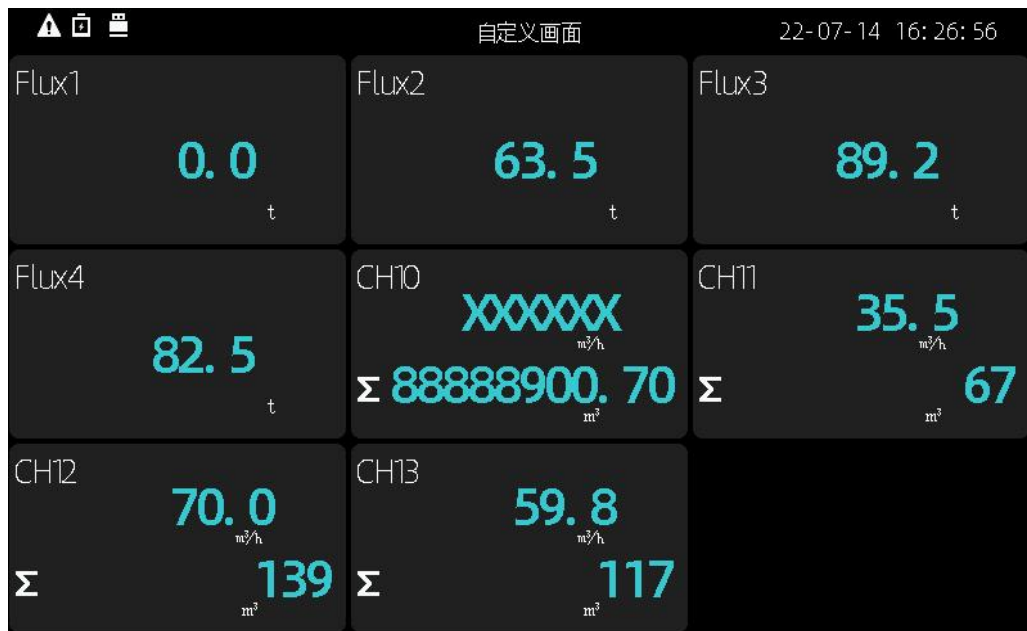 自定义画面 22-07-14 16:26:56
Flux1 Flux2 Flux3
0.0 63.5 89.2
t t t
Flux4 CH10 CH11
XXXXXX 35.5
m³/h m³/h
82.5
Σ 88888900.70 Σ 67
t m³ m³
CH12 CH13
70.0 59.8
m³/h m³/h
Σ 139 Σ 117
m³ m³